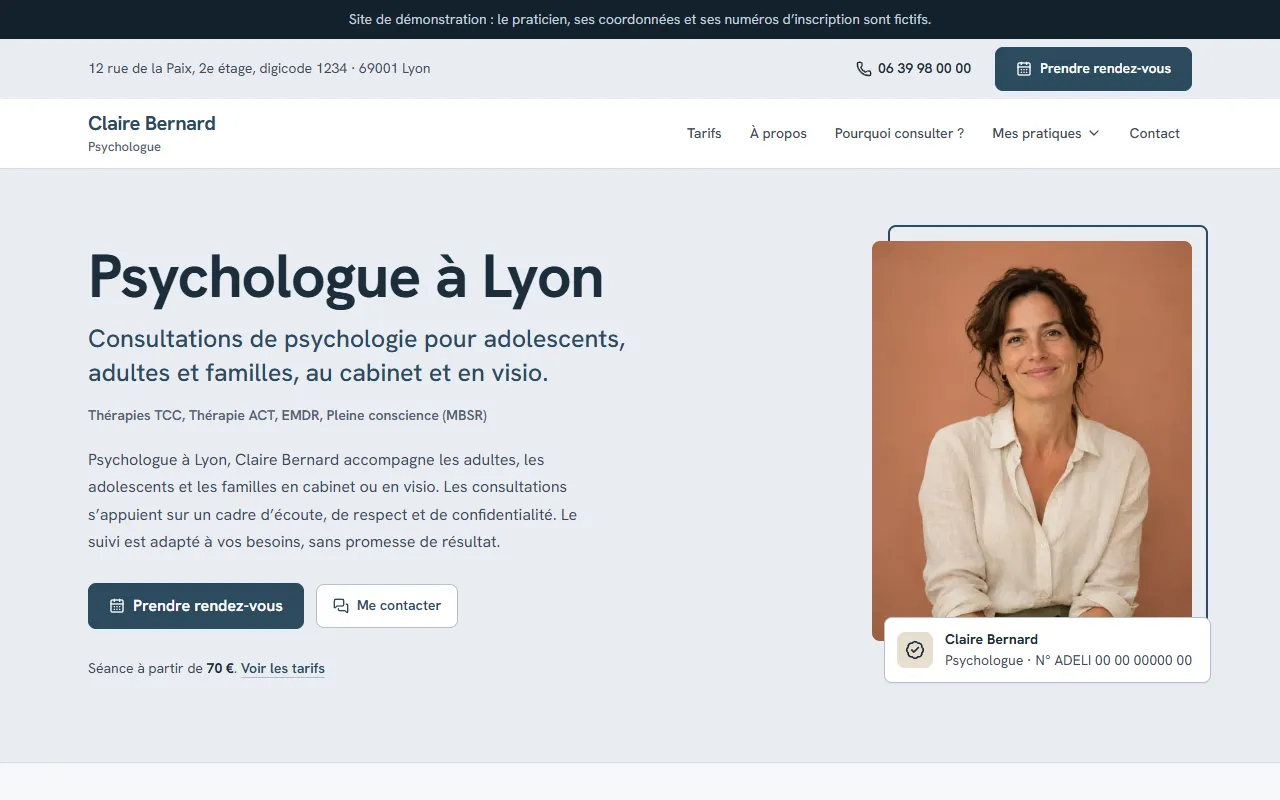 Site de démonstration : le praticien, ses coordonnées et ses numéros d’inscription sont fictifs.
12 rue de la Paix, 2e étage, digicode 1234 · 69001 Lyon
06 39 98 00 00
Prendre rendez-vous
Claire Bernard
Psychologue
Tarifs
À propos
Pourquoi consulter ?
Mes pratiques
Contact
Psychologue à Lyon
Consultations de psychologie pour adolescents,
adultes et familles, au cabinet et en visio.
Thérapies TCC, Thérapie ACT, EMDR, Pleine conscience (MBSR)
Psychologue à Lyon, Claire Bernard accompagne les adultes, les
adolescents et les familles en cabinet ou en visio. Les consultations
s’appuient sur un cadre d’écoute, de respect et de confidentialité. Le
suivi est adapté à vos besoins, sans promesse de résultat.
Prendre rendez-vous
Me contacter
Séance à partir de 70 €. Voir les tarifs
Claire Bernard
Psychologue · N° ADELI 00 00 00000 00